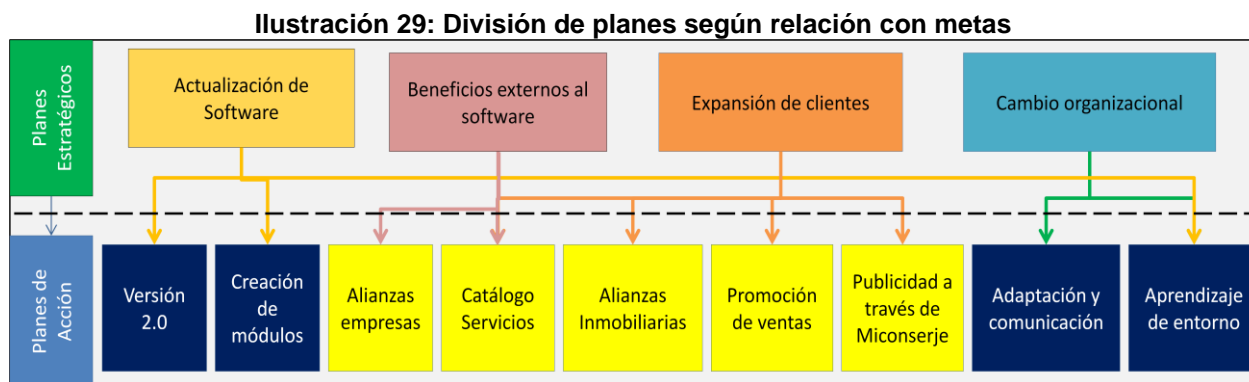 Ilustración 29: División de planes según relación con metas
Planes
Estratégicos
Actualización de
Software
Beneficios externos al
software
Expansión de clientes
Cambio organizacional
Planes de
Acción
Versión
2.0
Creación
de
módulos
Alianzas
empresas
Catálogo
Servicios
Alianzas
Inmobiliarias
Promoción
de ventas
Publicidad a
través de
Miconserje
Adaptación y
comunicación
Aprendizaje
de entorno